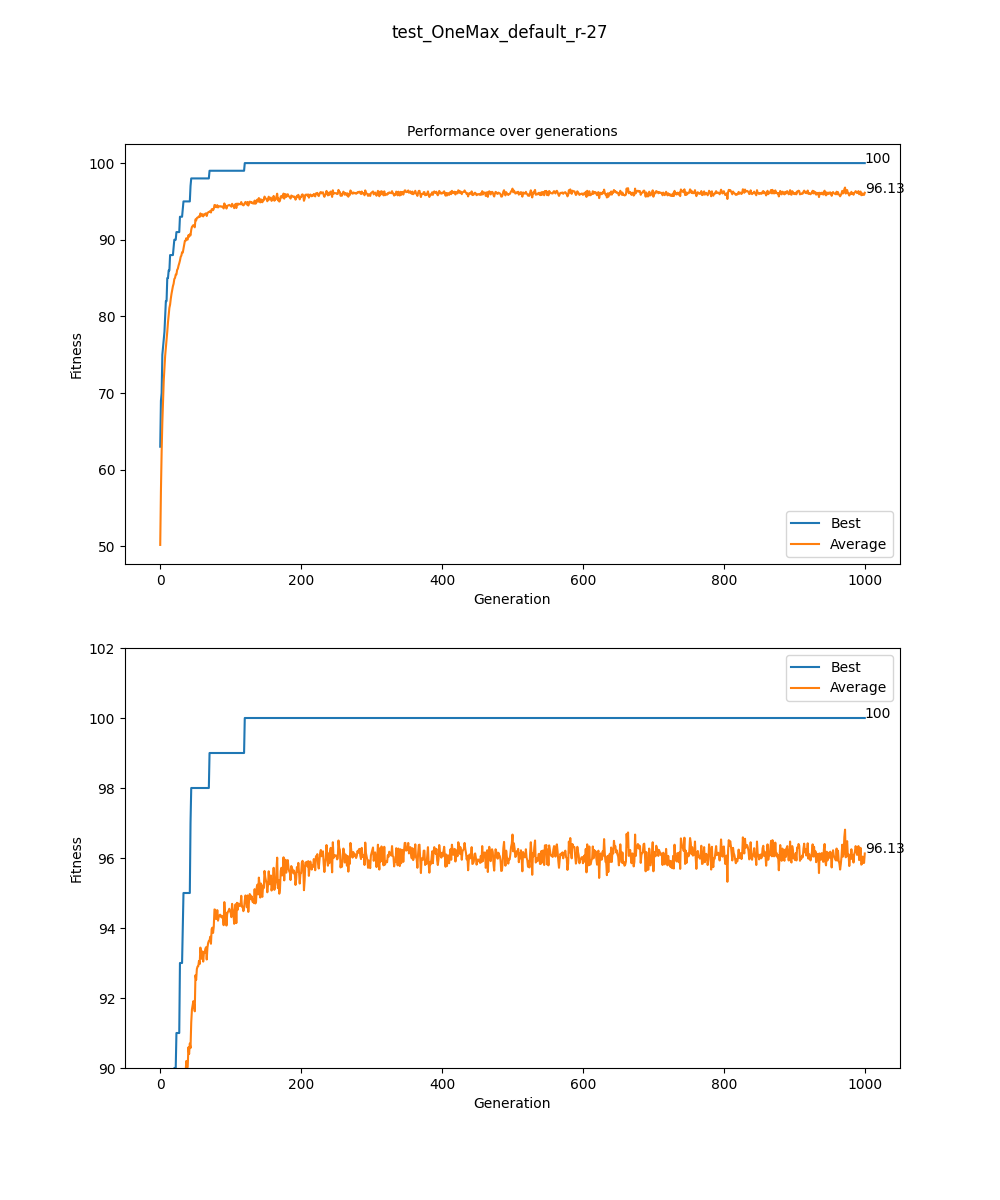 test_OneMax_default_r-27
Performance over generations
100
90
80
70
60
50
Fitness
100
96.13
Best
Average
0 200 400 600 800 1000
Generation
102
100
98
96
94
92
90
Fitness
Best
Average
100
96.13
0 200 400 600 800 1000
Generation